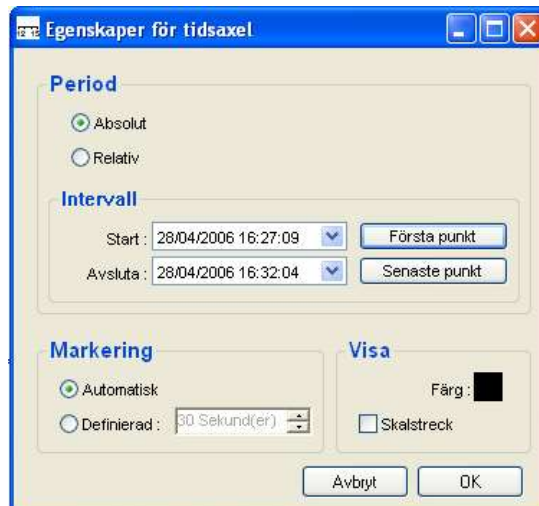 Egenskaper för tidsaxel
Period
Absolut
Relativ
Intervall
Start : 28/04/2006 16:27:09 Första punkt
Avsluta : 28/04/2006 16:32:04 Senaste punkt
Markering
Automatisk
Definierad : 30 Sekund(er)
Visa
Färg :
Skalstreck
Avbryt OK